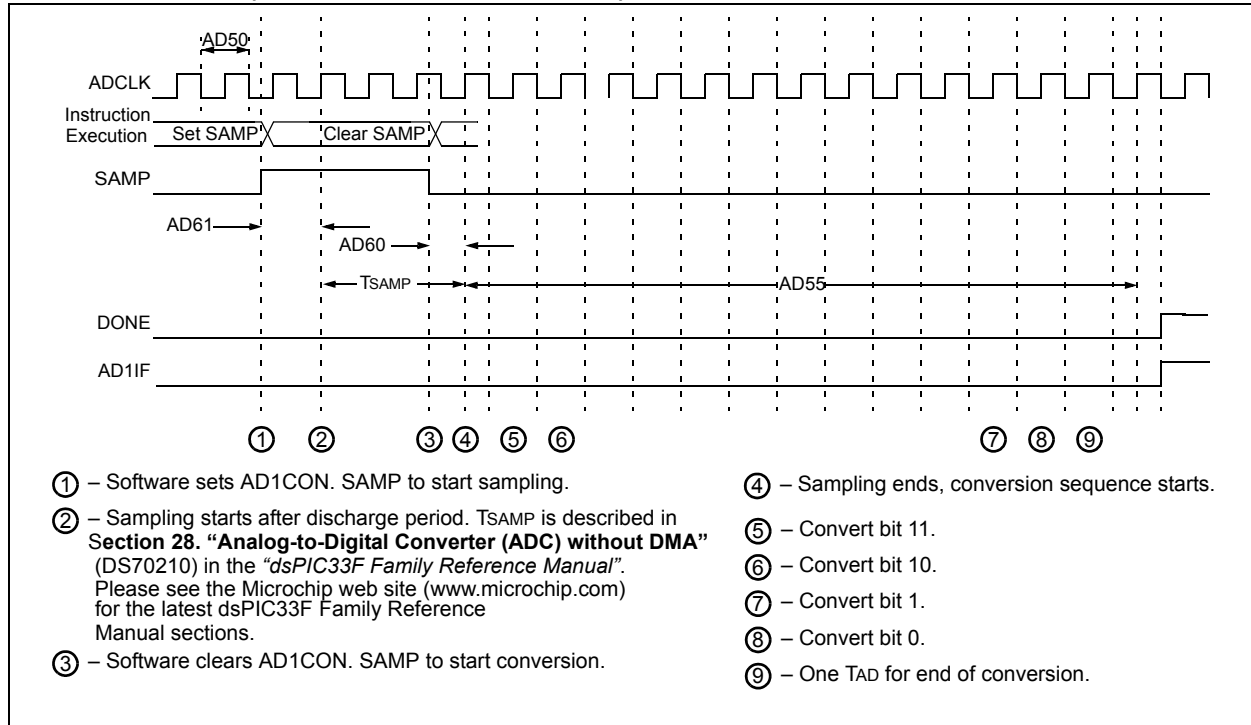 AD50
ADCLK
Instruction
Execution
Set SAMP
Clear SAMP
SAMP
AD61
AD60
TSAMP
AD55
DONE
AD1IF
1 2 3 4 5 6 7 8 9
1 – Software sets AD1CON. SAMP to start sampling.
2 – Sampling starts after discharge period. TSAMP is described in
Section 28. “Analog-to-Digital Converter (ADC) without DMA”
(DS70210) in the “dsPIC33F Family Reference Manual”.
Please see the Microchip web site (www.microchip.com)
for the latest dsPIC33F Family Reference
Manual sections.
3 – Software clears AD1CON. SAMP to start conversion.
4 – Sampling ends, conversion sequence starts.
5 – Convert bit 11.
6 – Convert bit 10.
7 – Convert bit 1.
8 – Convert bit 0.
9 – One TAD for end of conversion.